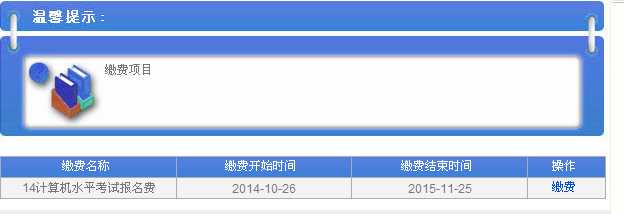 温馨提示：
缴费项目
缴费名称 缴费开始时间 缴费结束时间 操作
14计算机水平考试报名费 2014-10-26 2015-11-25 缴费